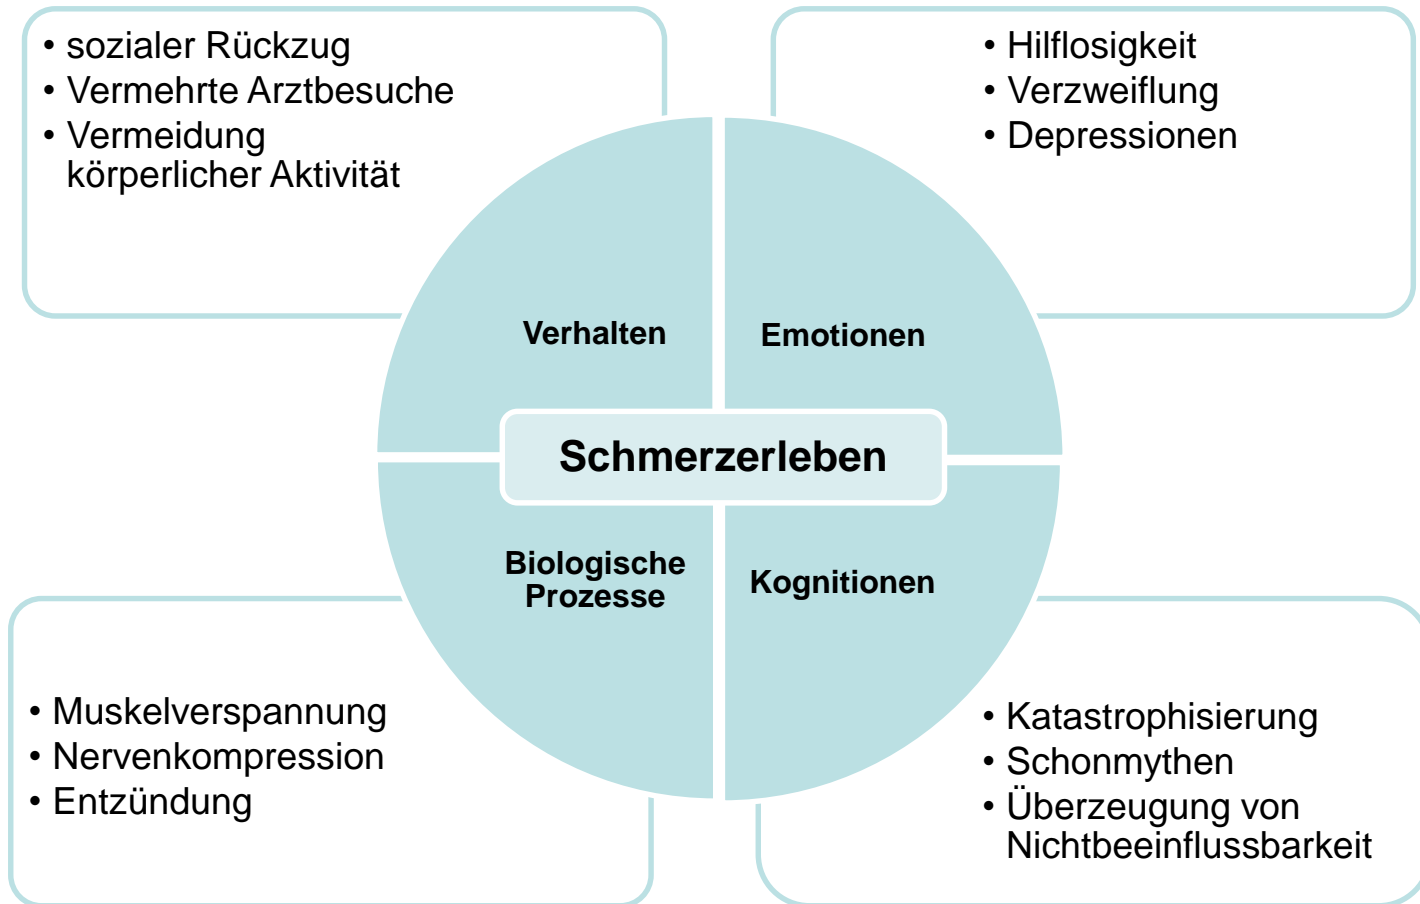 • sozialer Rückzug
• Vermehrte Arztbesuche
• Vermeidung
körperlicher Aktivität
• Hilflosigkeit
• Verzweiflung
• Depressionen
Verhalten
Emotionen
Schmerzerleben
Biologische
Prozesse
Kognitionen
• Muskelverspannung
• Nervenkompression
• Entzündung
• Katastrophisierung
• Schonmythen
• Überzeugung von
Nichtbeeinflussbarkeit